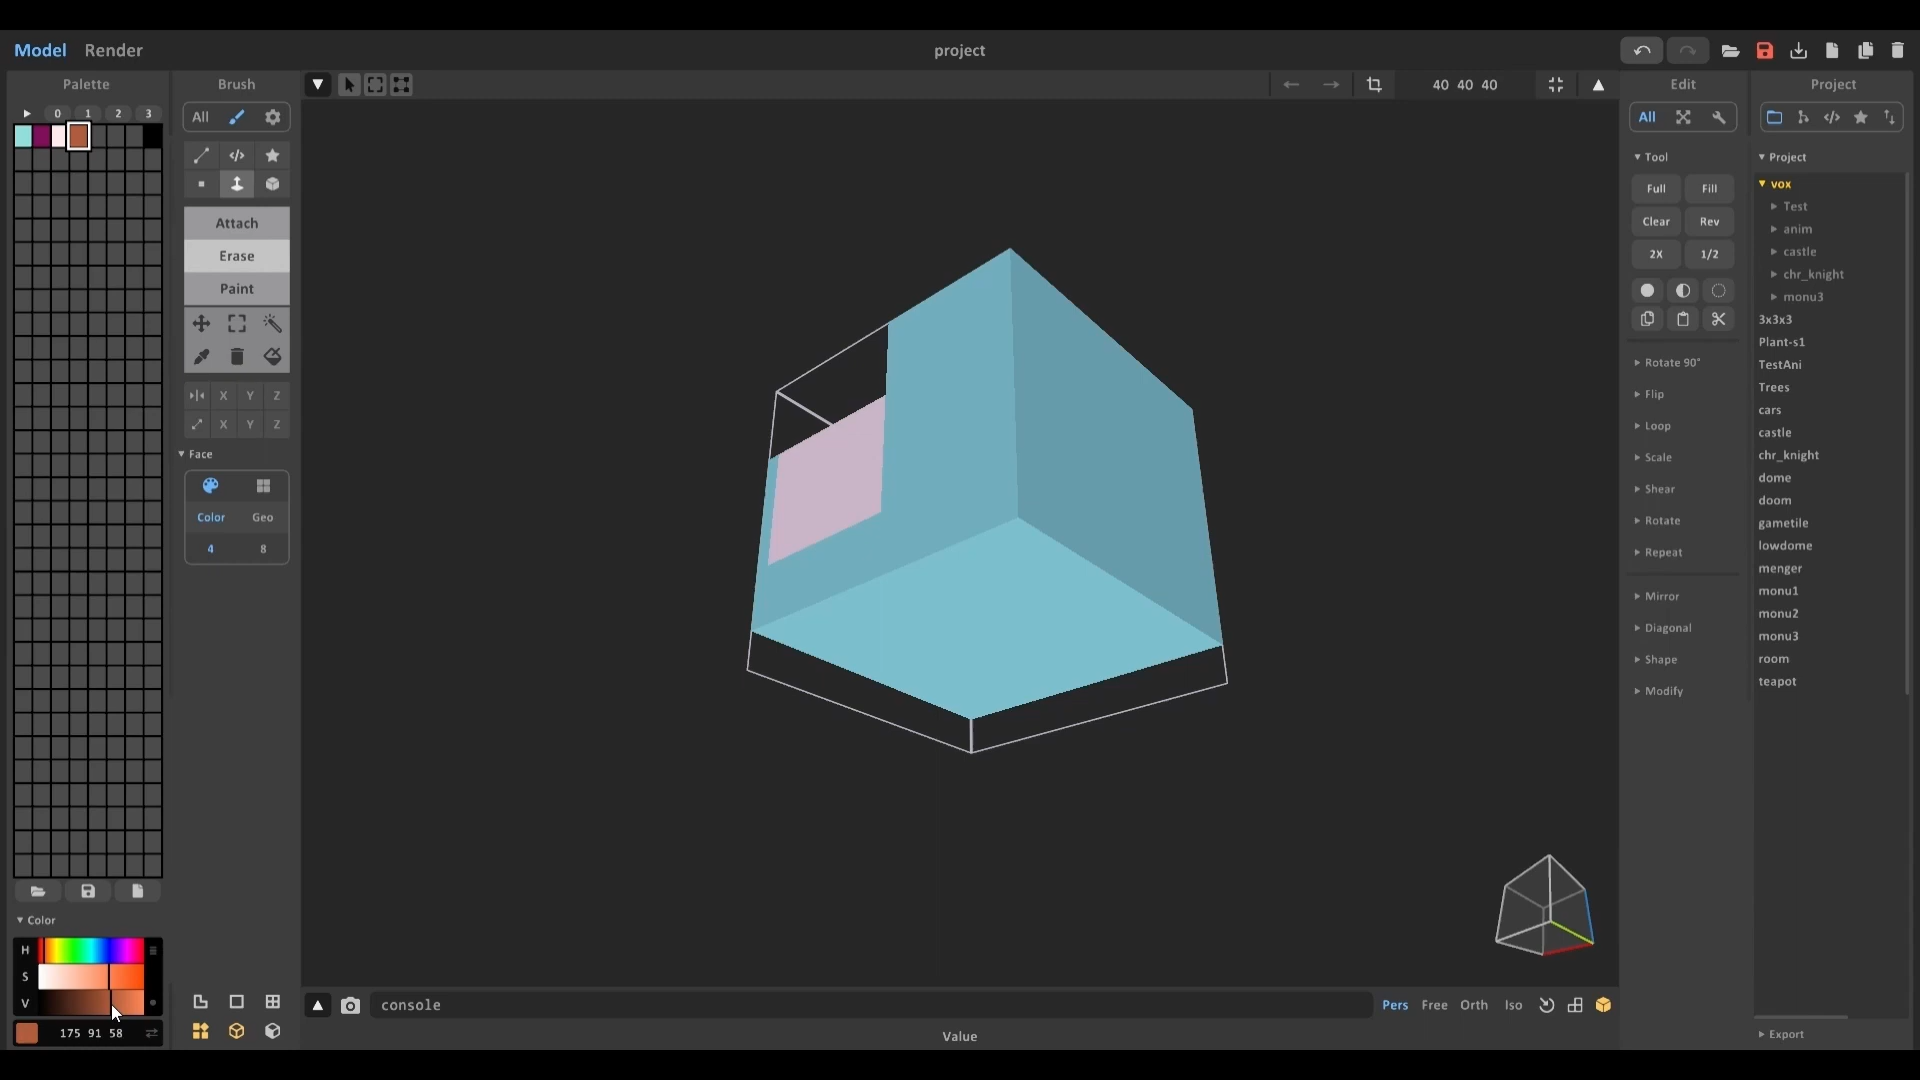 Model Render project
Palette Brush 40 40 40 Edit Project
0 1 2 3
All
All
Project
vox
Test
anim
castle
chr_knight
monu3
3x3x3
Plant-s1
TestAni
Trees
cars
castle
chr_knight
dome
doom
gametile
lowdome
menger
monu1
monu2
monu3
room
teapot
Export
Attach
Erase
Paint
X Y Z
X Y Z
Face
Color Geo
4 8
Tool
Full Fill
Clear Rev
2X 1/2
Rotate 90°
Flip
Loop
Scale
Shear
Rotate
Repeat
Mirror
Diagonal
Shape
Modify
Color
H
S
V
175 91 58
console
Pers Free Orth Iso
Value